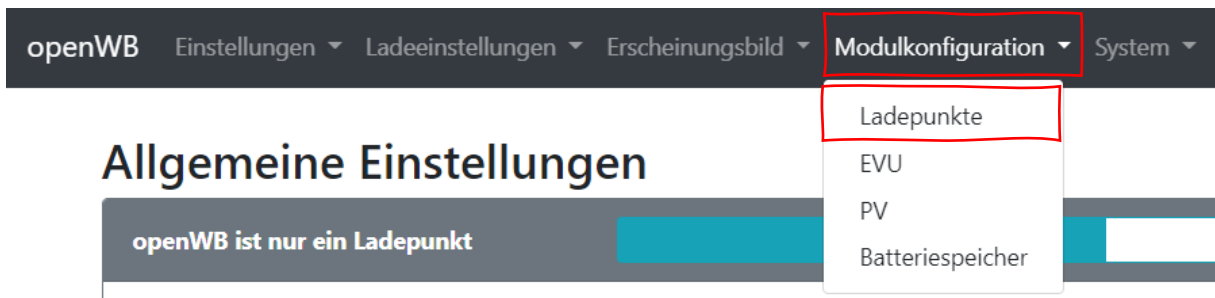 openWB Einstellungen Ladeeinstellungen Erscheinungsbild Modulkonfiguration System
Ladepunkte
EVU
PV
Batteriespeicher
Allgemeine Einstellungen
openWB ist nur ein Ladepunkt